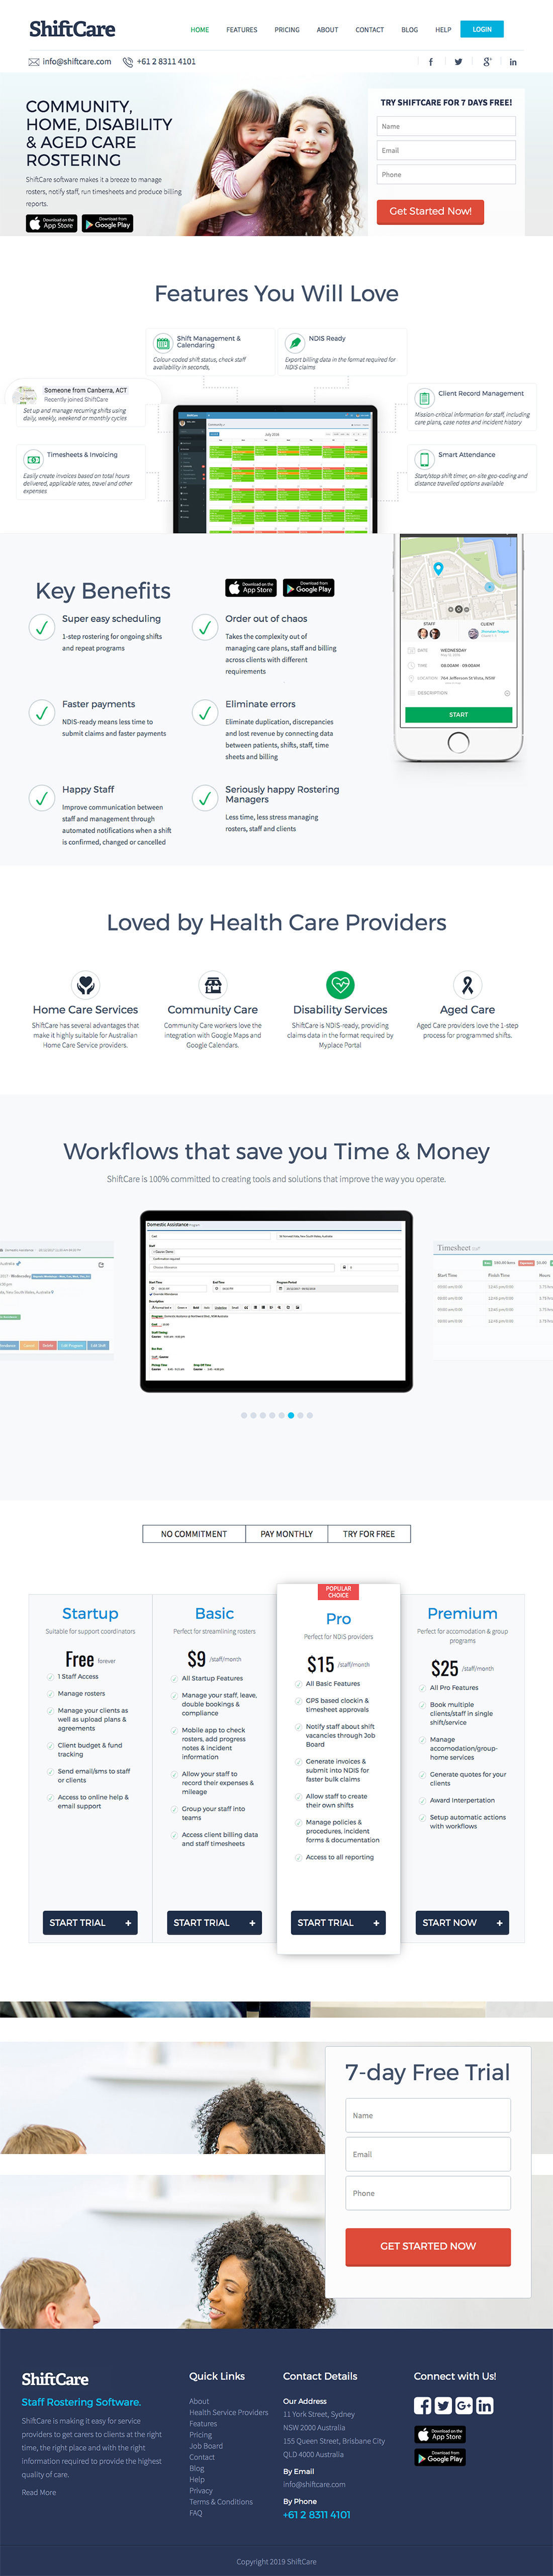 ShiftCare
HOME
FEATURES
PRICING
ABOUT
CONTACT
BLOG
HELP
LOGIN
info@shiftcare.com
+61 2 8311 4101
COMMUNITY,
HOME, DISABILITY
& AGED CARE
ROSTERING
ShiftCare software makes it a breeze to manage
rosters, notify staff, run timesheets and produce billing
reports.
Download on the
App Store
Download from
Google Play
TRY SHIFTCARE FOR 7 DAYS FREE!
Name
Email
Phone
Get Started Now!
Features You Will Love
Shift Management &
Calendaring
Colour-coded shift status, check staff
availability in seconds,
NDIS Ready
Export billing data in the format required for
NDIS claims
Someone from Canberra, ACT
Recently joined ShiftCare
Set up and manage recurring shifts using
daily, weekly, weekend or monthly cycles
Client Record Management
Mission-critical information for staff, including
care plans, case notes and incident history
Timesheets & Invoicing
Easily create invoices based on total hours
delivered, applicable rates, travel and other
expenses
Smart Attendance
Start/stop shift timer, on-site geo-coding and
distance travelled options available
July 2018
Key Benefits
Download on the
App Store
Download from
Google Play
Super easy scheduling
1-step rostering for ongoing shifts
and repeat programs
Order out of chaos
Takes the complexity out of
managing care plans, staff and billing
across clients with different
requirements
Faster payments
NDIS-ready means less time to
submit claims and faster payments
Eliminate errors
Eliminate duplication, discrepancies
and lost revenue by connecting data
between patients, shifts, staff, time
sheets and billing
Happy Staff
Improve communication between
staff and management through
automated notifications when a shift
is confirmed, changed or cancelled
Seriously happy Rostering
Managers
Less time, less stress managing
rosters, staff and clients
STAFF
CLIENT
DATE
WEDNESDAY
TIME
08:00AM - 09:00AM
LOCATION
764 Jefferson St Vista, NSW
DESCRIPTION
START
Loved by Health Care Providers
Home Care Services
ShiftCare has several advantages that
make it highly suitable for Australian
Home Care Service providers.
Community Care
Community Care workers love the
integration with Google Maps and
Google Calendars.
Disability Services
ShiftCare is NDIS-ready, providing
claims data in the format required by
Myplace Portal
Aged Care
Aged Care providers love the 1-step
process for programmed shifts.
Workflows that save you Time & Money
ShiftCare is 100% committed to creating tools and solutions that improve the way you operate.
Domestic Assistance
Timesheet
Start Time
Finish Time
Hours
NO COMMITMENT
PAY MONTHLY
TRY FOR FREE
Startup
Suitable for support coordinators
Free forever
1 Staff Access
Manage rosters
Manage your clients as
well as upload plans &
agreements
Client budget & fund
tracking
Send email/sms to staff
or clients
Access to online help &
email support
START TRIAL +
Basic
Perfect for streamlining rosters
$9 /staff/month
All Startup Features
Manage your staff, leave,
double bookings &
compliance
Mobile app to check
rosters, add progress
notes & incident
information
Allow your staff to
record their expenses &
mileage
Group your staff into
teams
Access client billing data
and staff timesheets
START TRIAL +
POPULAR
CHOICE
Pro
Perfect for NDIS providers
$15 /staff/month
All Basic Features
GPS based clockin &
timesheet approvals
Notify staff about shift
vacancies through Job
Board
Generate invoices &
submit into NDIS for
faster bulk claims
Allow staff to create
their own shifts
Manage policies &
procedures, incident
forms & documentation
Access to all reporting
START TRIAL +
Premium
Perfect for accomodation & group
programs
$25 /staff/month
All Pro Features
Book multiple
clients/staff in single
shift/service
Manage
accomodation/group-
home services
Generate quotes for your
clients
Award Interpertation
Setup automatic actions
with workflows
START NOW +
7-day Free Trial
Name
Email
Phone
GET STARTED NOW
ShiftCare
Staff Rostering Software.
ShiftCare is making it easy for service
providers to get carers to clients at the right
time, the right place and with the right
information required to provide the highest
quality of care.
Read More
Quick Links
About
Health Service Providers
Features
Pricing
Job Board
Contact
Blog
Help
Privacy
Terms & Conditions
FAQ
Contact Details
Our Address
11 York Street, Sydney
NSW 2000 Australia
155 Queen Street, Brisbane City
QLD 4000 Australia
By Email
info@shiftcare.com
By Phone
+61 2 8311 4101
Connect with Us!
Download on the
App Store
Download from
Google Play
Copyright 2019 ShiftCare